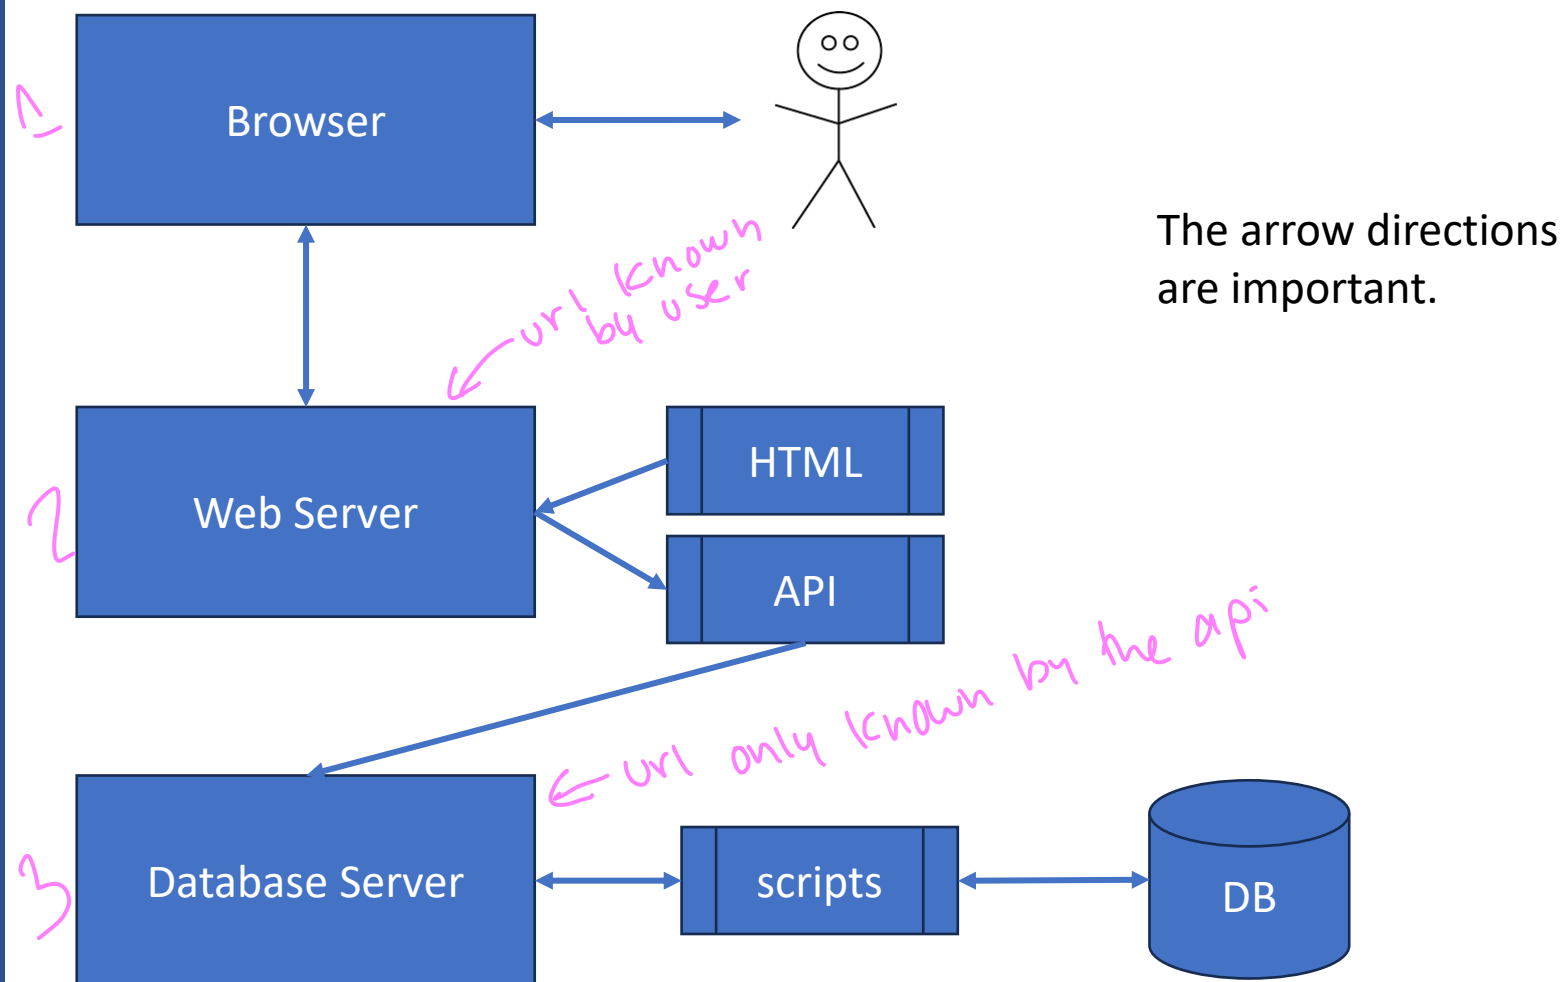 1
Browser
The arrow directions
are important.
url known
by user
2
Web Server
HTML
API
url only known by the api
3
Database Server
scripts
DB